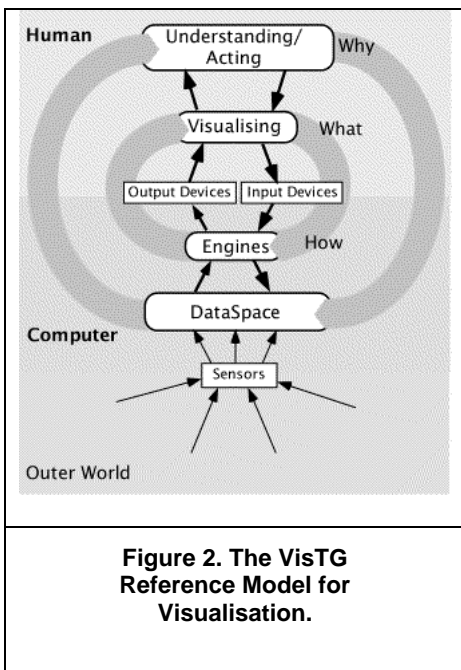 Human
Understanding/
Acting
Why
Visualising
What
Output Devices
Input Devices
Engines
How
DataSpace
Computer
Sensors
Outer World
Figure 2. The VisTG
Reference Model for
Visualisation.